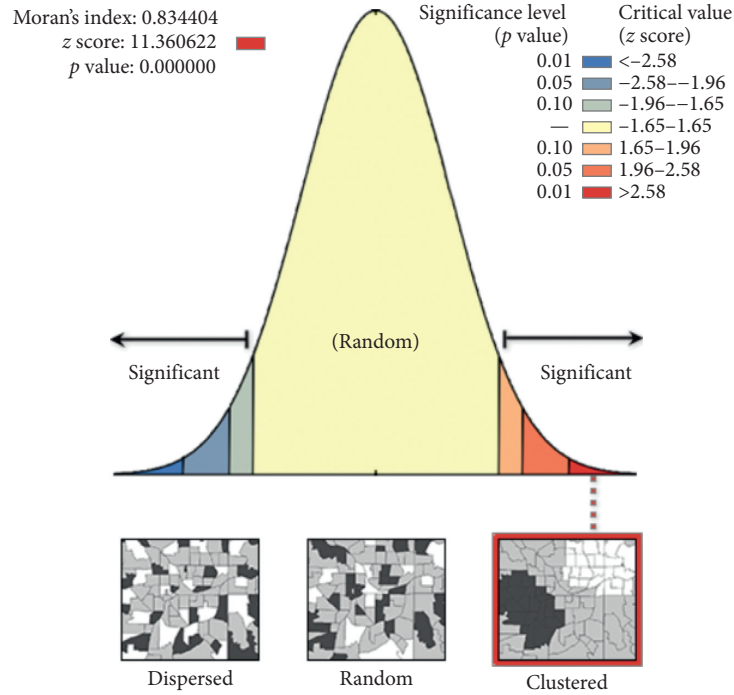 Moran's index: 0.834404
z score: 11.360622
p value: 0.000000
Significance level Critical value
(p value) (z score)
0.01 <–2.58
0.05 –2.58––1.96
0.10 –1.96––1.65
— –1.65–1.65
0.10 1.65–1.96
0.05 1.96–2.58
0.01 >2.58
(Random)
Significant Significant
Dispersed Random Clustered